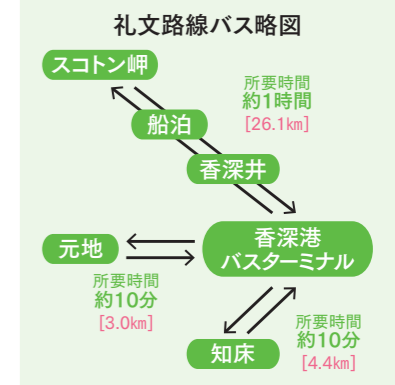 礼文路線バス略図
スコトン岬
所要時間
約1時間
[26.1㎞]
船泊
香深井
香深港
バスターミナル
元地
所要時間
約10分
[3.0㎞]
所要時間
約10分
[4.4㎞]
知床